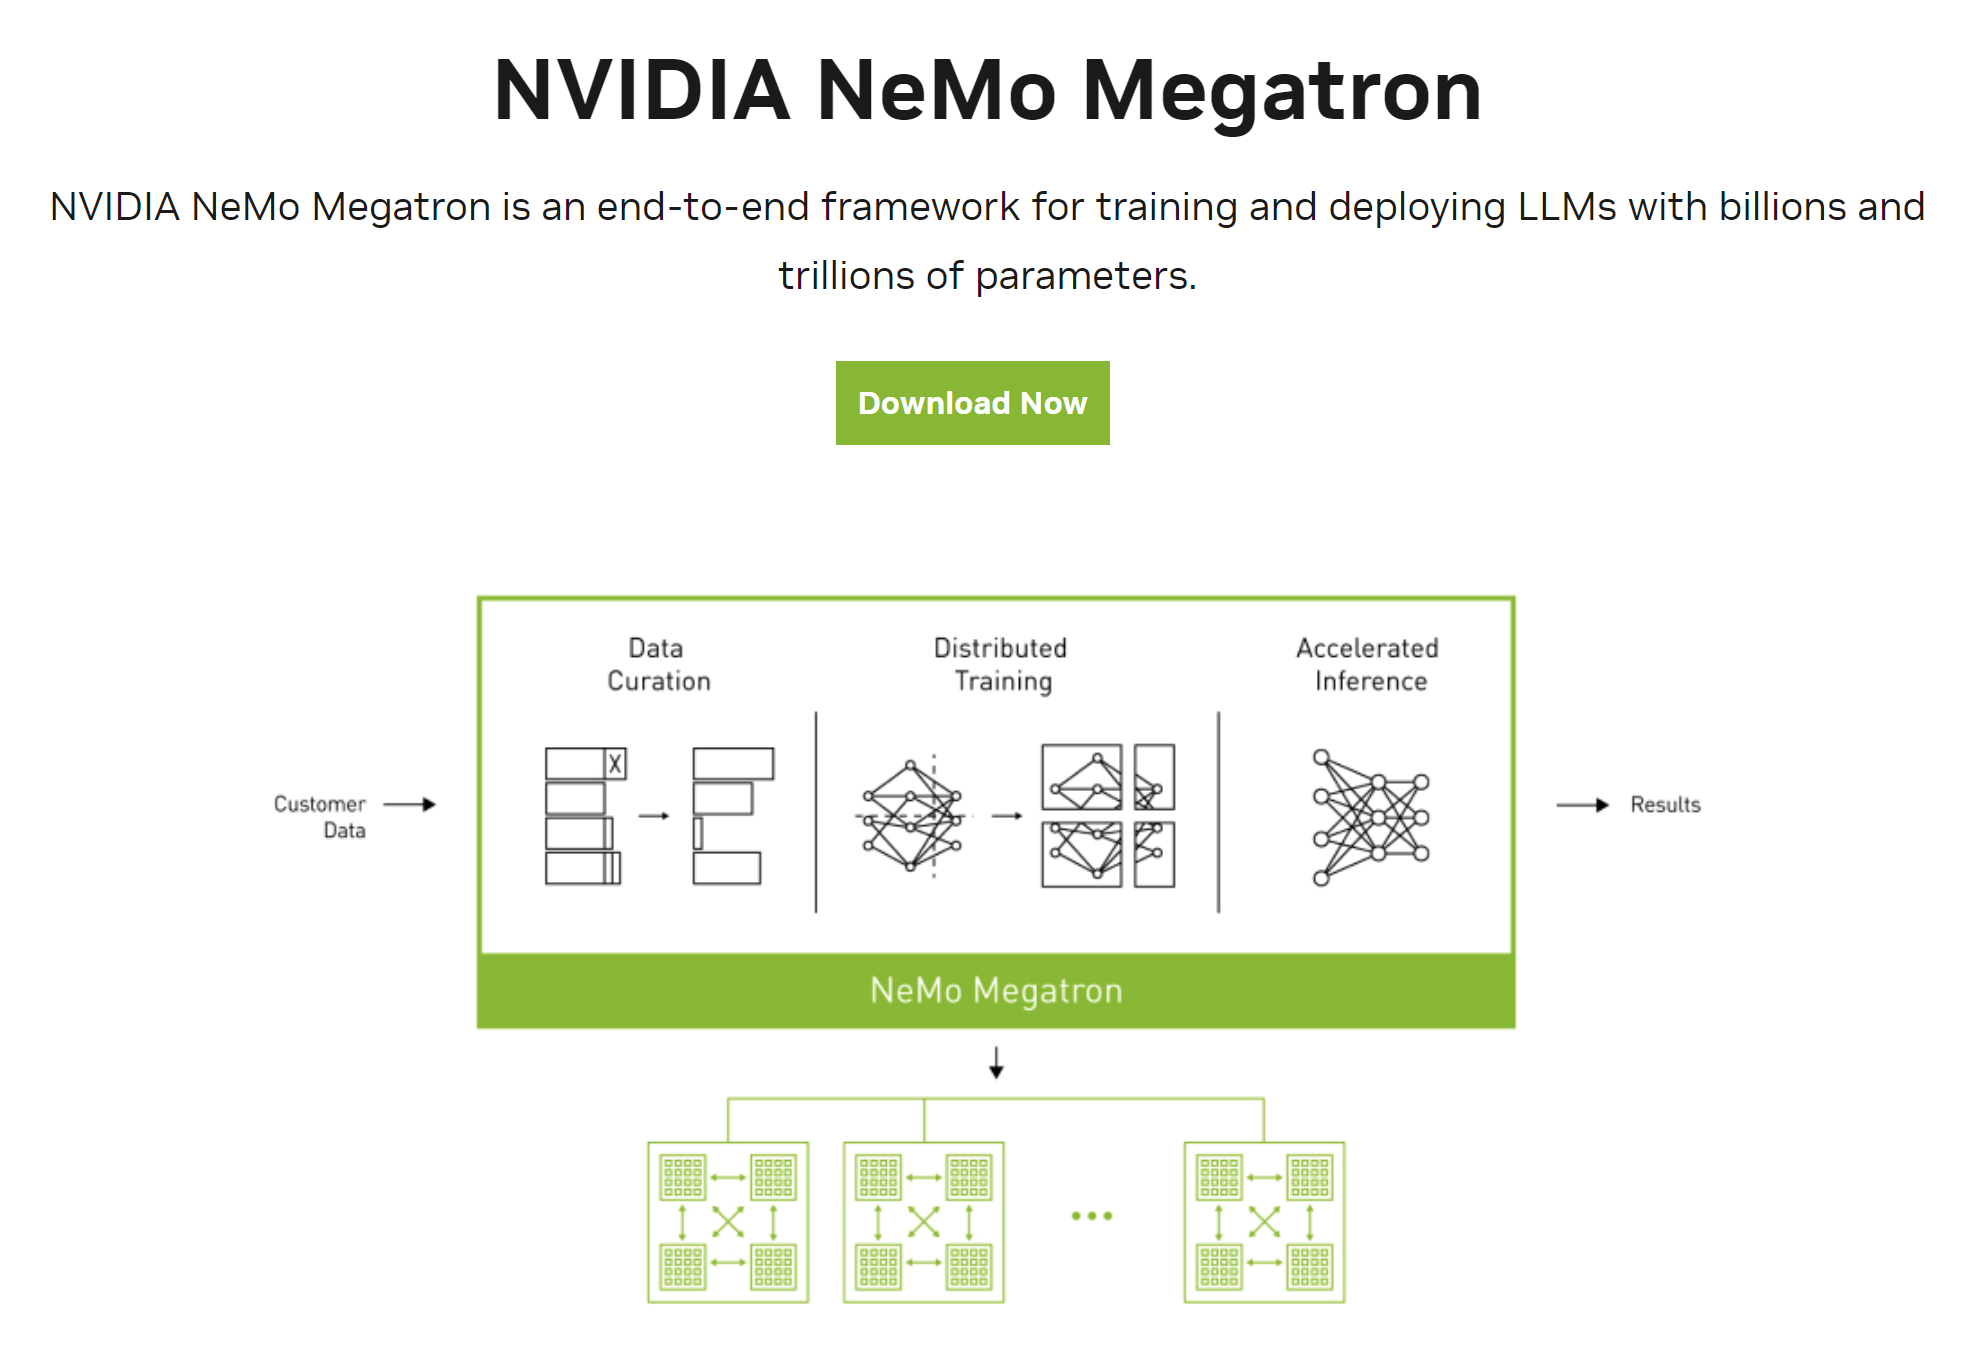 NVIDIA NeMo Megatron
NVIDIA NeMo Megatron is an end-to-end framework for training and deploying LLMs with billions and
trillions of parameters.
Download Now
Data
Curation
Distributed
Training
Accelerated
Inference
X
Customer
Data
Results
NeMo Megatron